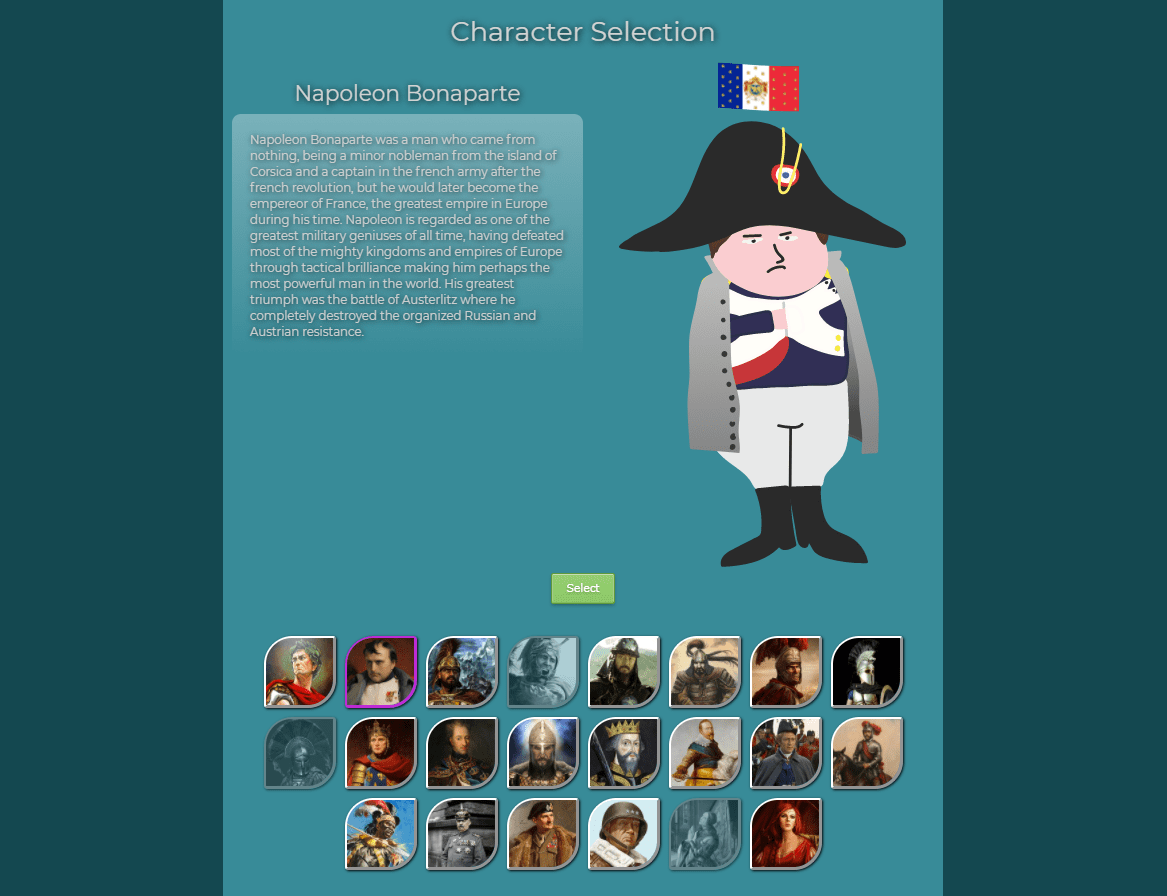 Character Selection
Napoleon Bonaparte
Napoleon Bonaparte was a man who came from
nothing, being a minor nobleman from the island of
Corsica and a captain in the french army after the
french revolution, but he would later become the
empereor of France, the greatest empire in Europe
during his time. Napoleon is regarded as one of the
greatest military geniuses of all time, having defeated
most of the mighty kingdoms and empires of Europe
through tactical brilliance making him perhaps the
most powerful man in the world. His greatest
triumph was the battle of Austerlitz where he
completely destroyed the organized Russian and
Austrian resistance.
Select